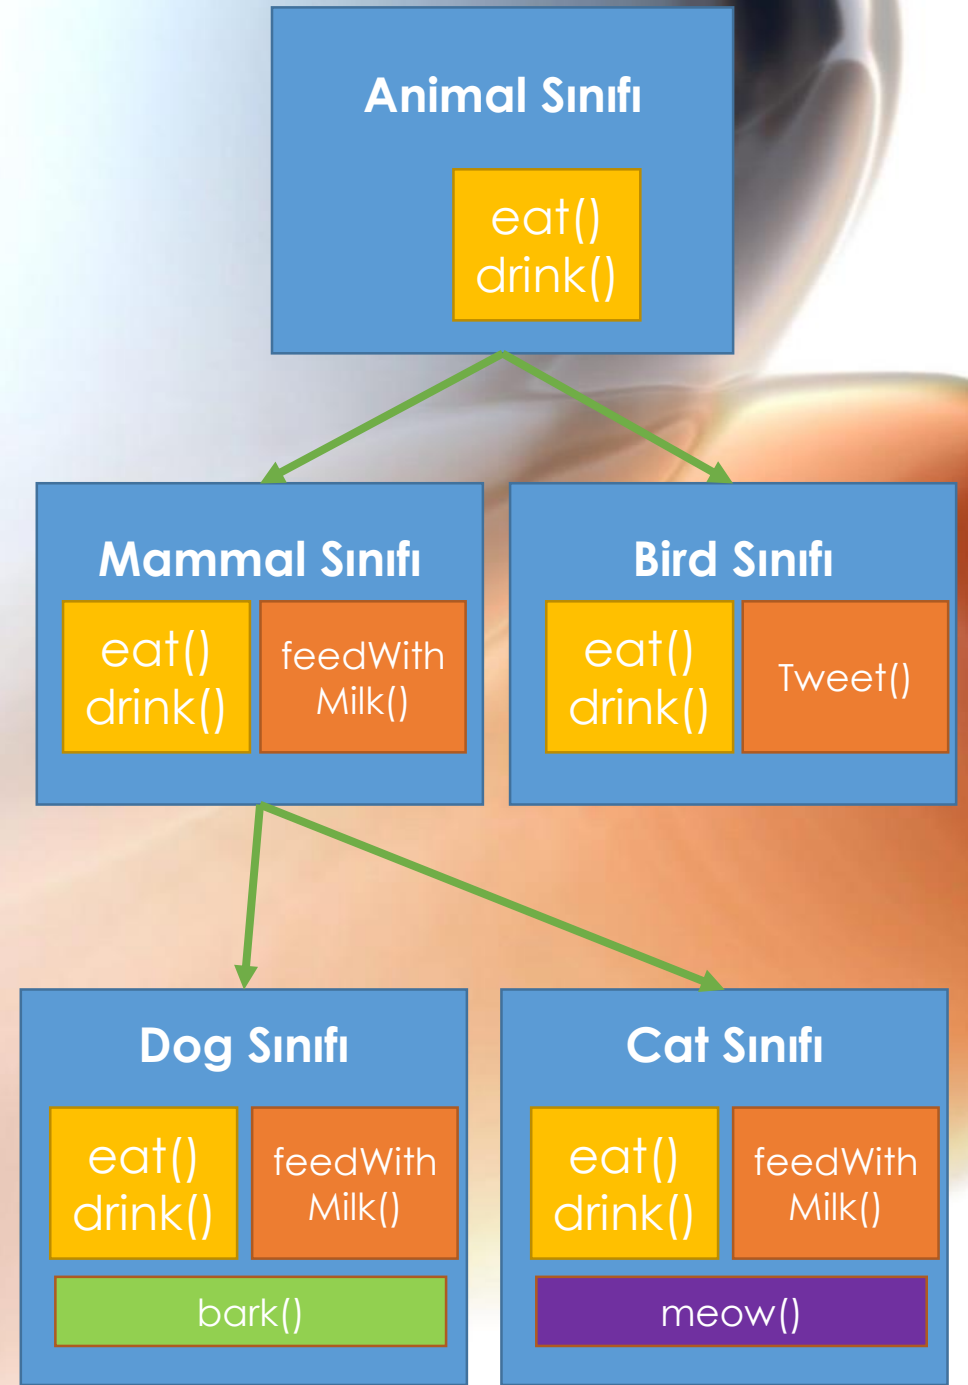 Animal Sınıfı
eat()
drink()
Mammal Sınıfı
eat()
drink()
feedWith
Milk()
Bird Sınıfı
eat()
drink()
Tweet()
Dog Sınıfı
eat()
drink()
feedWith
Milk()
bark()
Cat Sınıfı
eat()
drink()
feedWith
Milk()
meow()